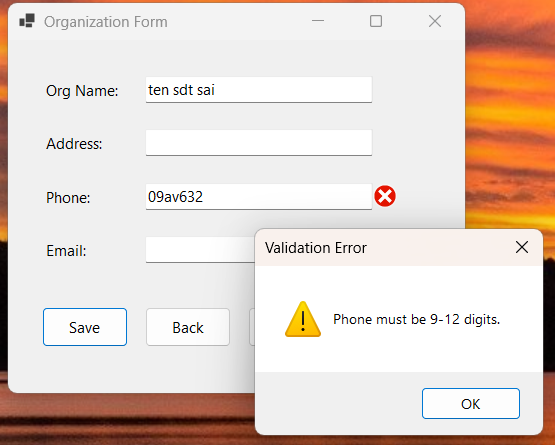 Organization Form
Org Name: ten sdt sai
Address:
Phone: 09av632
Email:
Validation Error
Phone must be 9-12 digits.
Save Back
OK